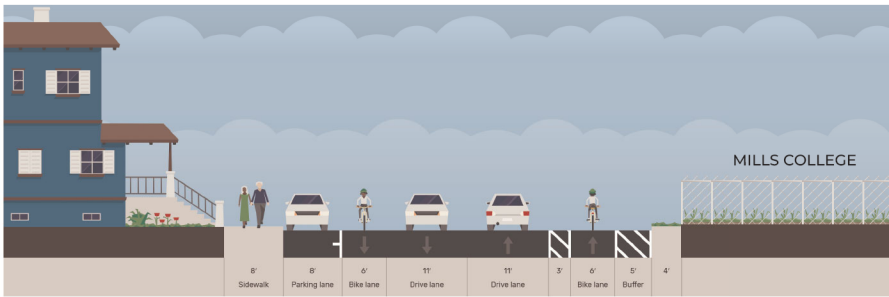 MILLS COLLEGE
8' 8' 6' 11' 11' 3' 6' 5' 4'
Sidewalk Parking lane Bike lane Drive lane Drive lane Bike lane Buffer